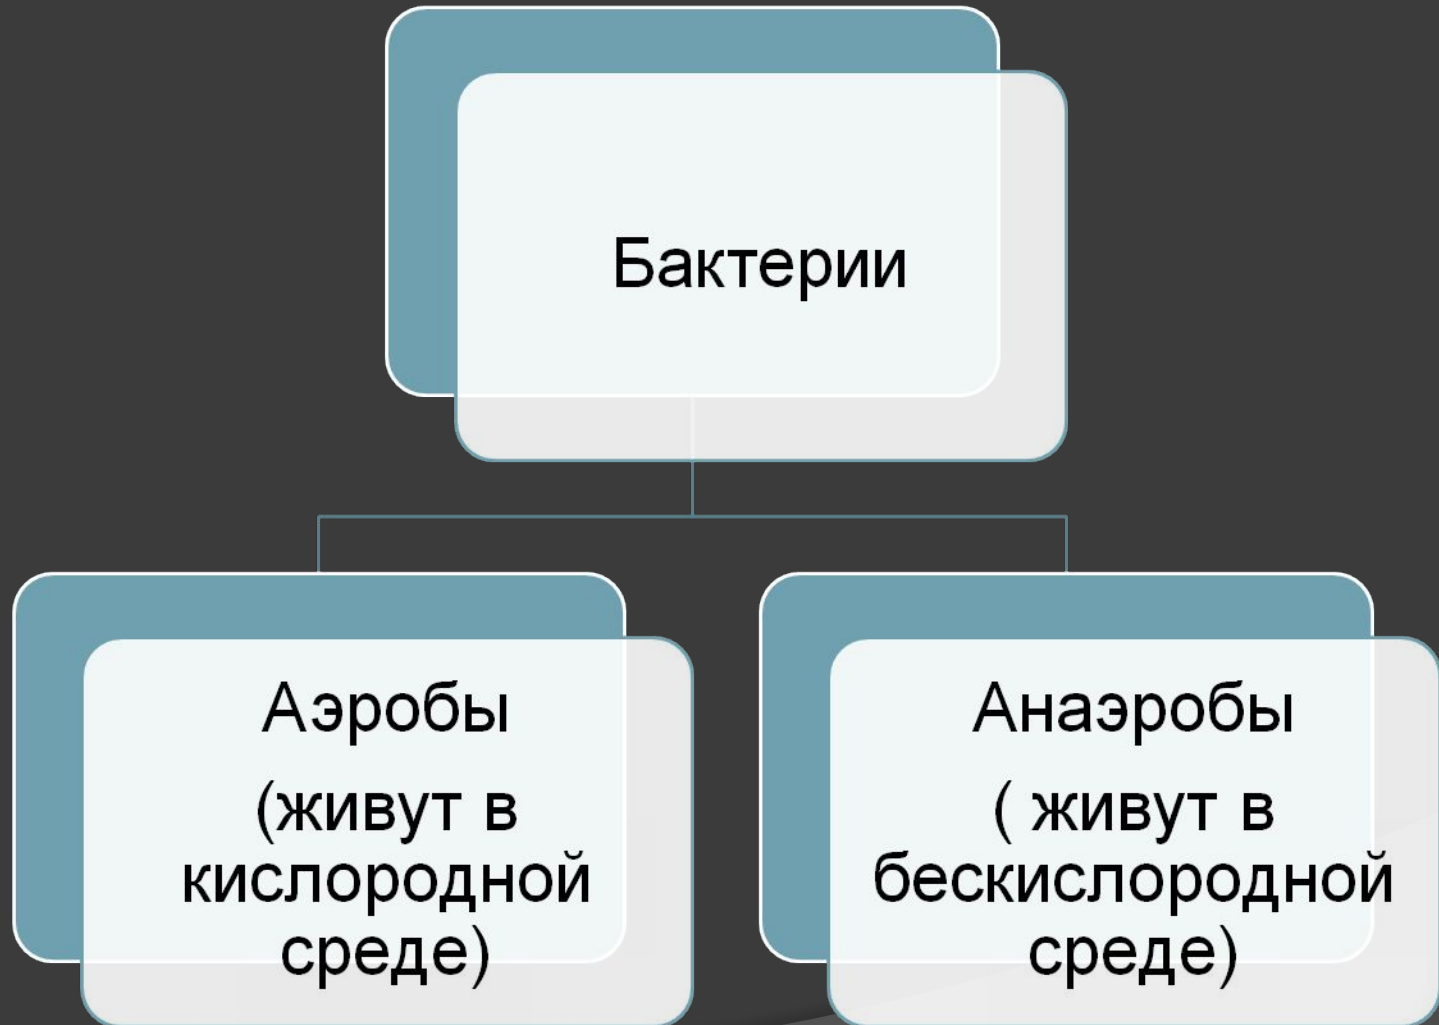 Бактерии
Аэробы
(живут в
кислородной
среде)
Анаэробы
( живут в
бескислородной
среде)